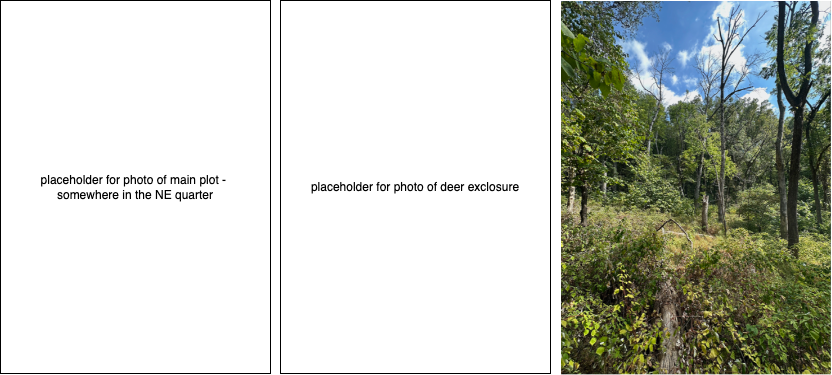 placeholder for photo of main plot -
somewhere in the NE quarter
placeholder for photo of deer exclosure